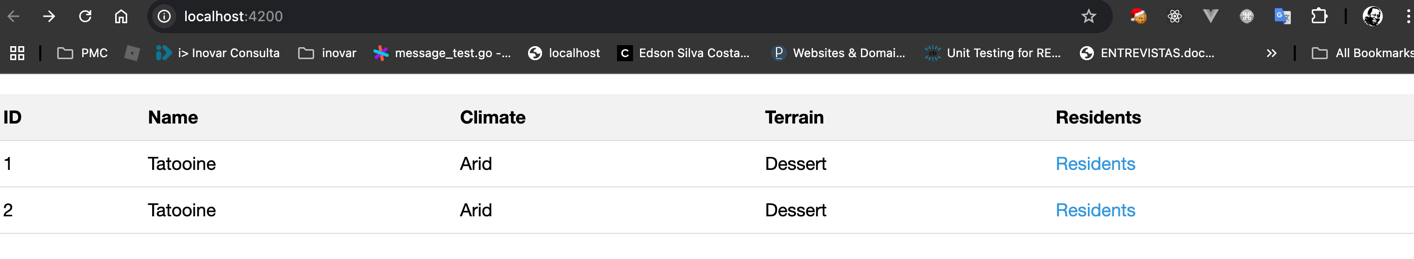 localhost:4200
PMC i> Inovar Consulta inovar message_test.go -... localhost C Edson Silva Costa... P Websites & Domai... Unit Testing for RE... ENTREVISTAS.doc... » All Bookmarks
ID Name Climate Terrain Residents
1 Tatooine Arid Dessert Residents
2 Tatooine Arid Dessert Residents